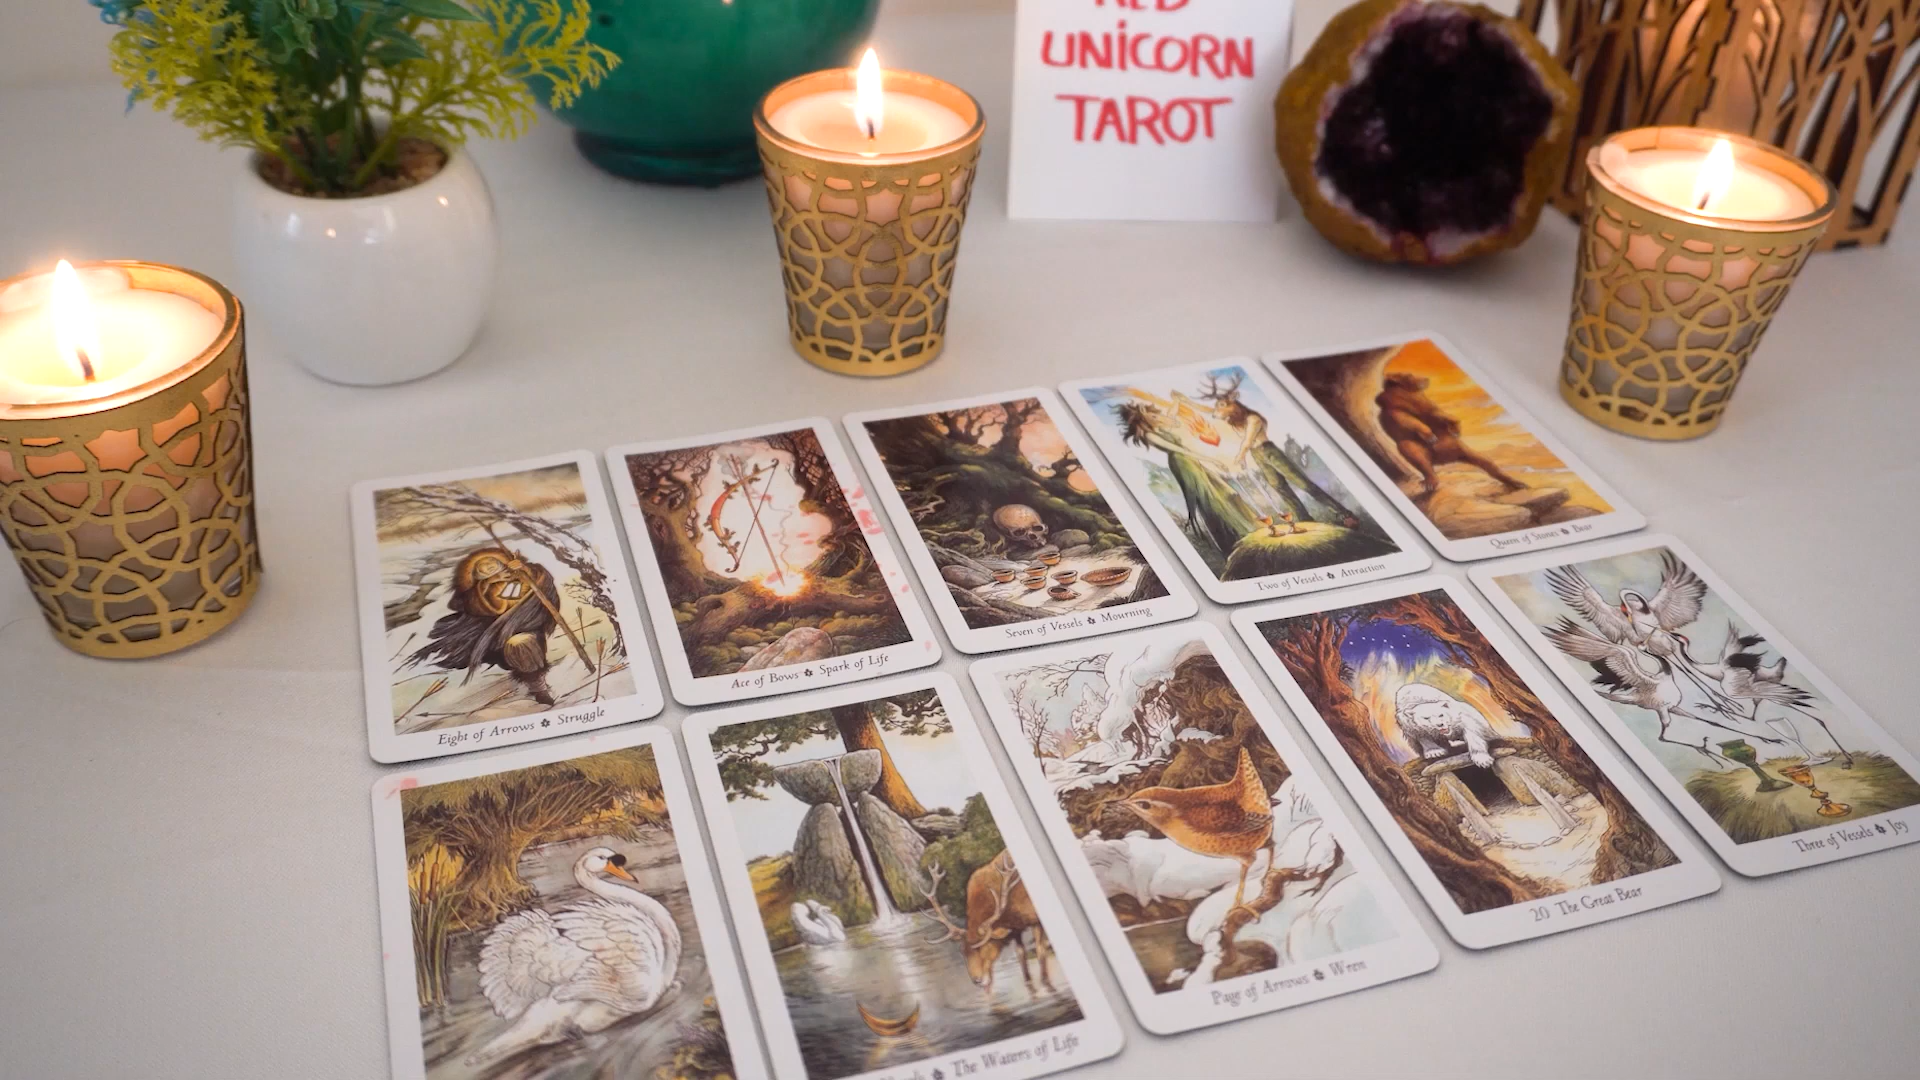 RED
UNICORN
TAROT
Eight of Arrows Struggle
Ace of Bows Spark of Life
Seven of Vessels Mourning
Two of Vessels Attraction
Queen of Stones Bear
The Waters of Life
Page of Arrows Wren
20 The Great Bear
Three of Vessels Joy